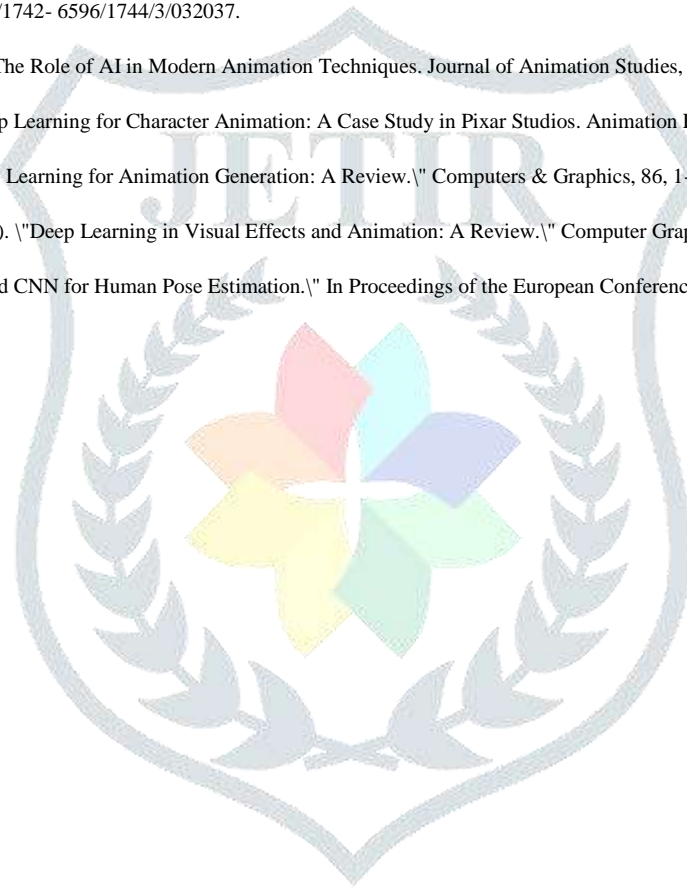 /1742- 6596/1744/3/032037.
The Role of AI in Modern Animation Techniques. Journal of Animation Studies,
p Learning for Character Animation: A Case Study in Pixar Studios. Animation
Learning for Animation Generation: A Review.\" Computers & Graphics, 86, 1-
). \"Deep Learning in Visual Effects and Animation: A Review.\" Computer Grap
d CNN for Human Pose Estimation.\" In Proceedings of the European Conferenc
JETIR